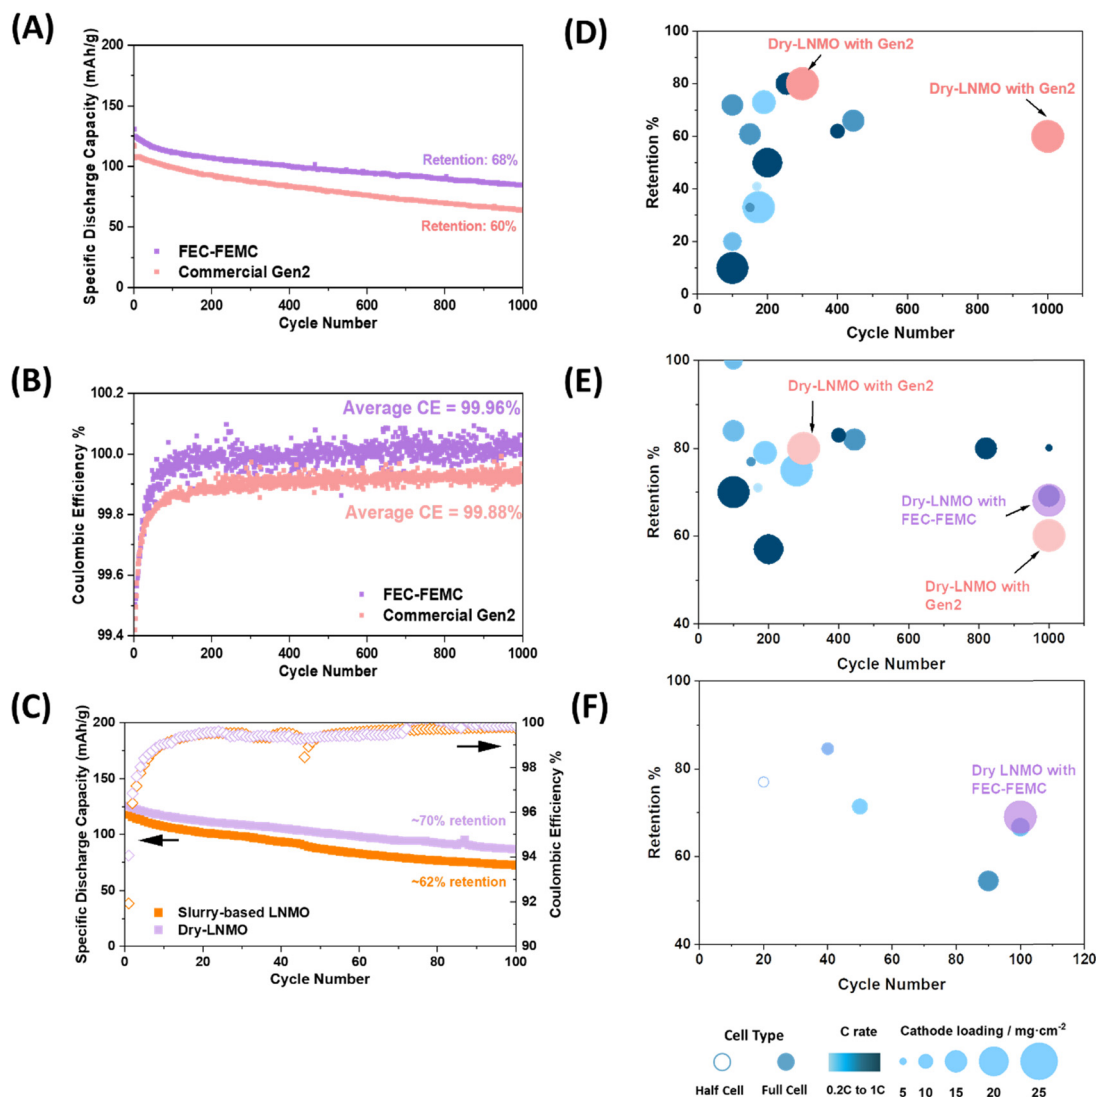 (A)
200
150
100
50
0
Specific Discharge Capacity (mAh/g)
Retention: 68%
Retention: 60%
FEC-FEMC
Commercial Gen2
0 200 400 600 800 1000
Cycle Number
(D)
100
80
60
40
20
0
Retention %
Dry-LNMO with Gen2
Dry-LNMO with Gen2
0 200 400 600 800 1000
Cycle Number
(B)
100.2
100.0
99.8
99.6
99.4
Coulombic Efficiency %
Average CE = 99.96%
Average CE = 99.88%
FEC-FEMC
Commercial Gen2
0 200 400 600 800 1000
Cycle Number
(E)
100
80
60
40
Retention %
Dry-LNMO with Gen2
Dry-LNMO with
FEC-FEMC
Dry-LNMO with
Gen2
0 200 400 600 800 1000
Cycle Number
(C)
200
150
100
50
0
Specific Discharge Capacity (mAh/g)
~70% retention
~62% retention
Slurry-based LNMO
Dry-LNMO
100
98
96
94
92
90
Coulombic Efficiency %
0 20 40 60 80 100
Cycle Number
(F)
100
80
60
40
Retention %
Dry LNMO with
FEC-FEMC
0 20 40 60 80 100 120
Cycle Number
Cell Type
Half Cell Full Cell
C rate
0.2C to 1C
Cathode loading / mg·cm⁻²
5 10 15 20 25